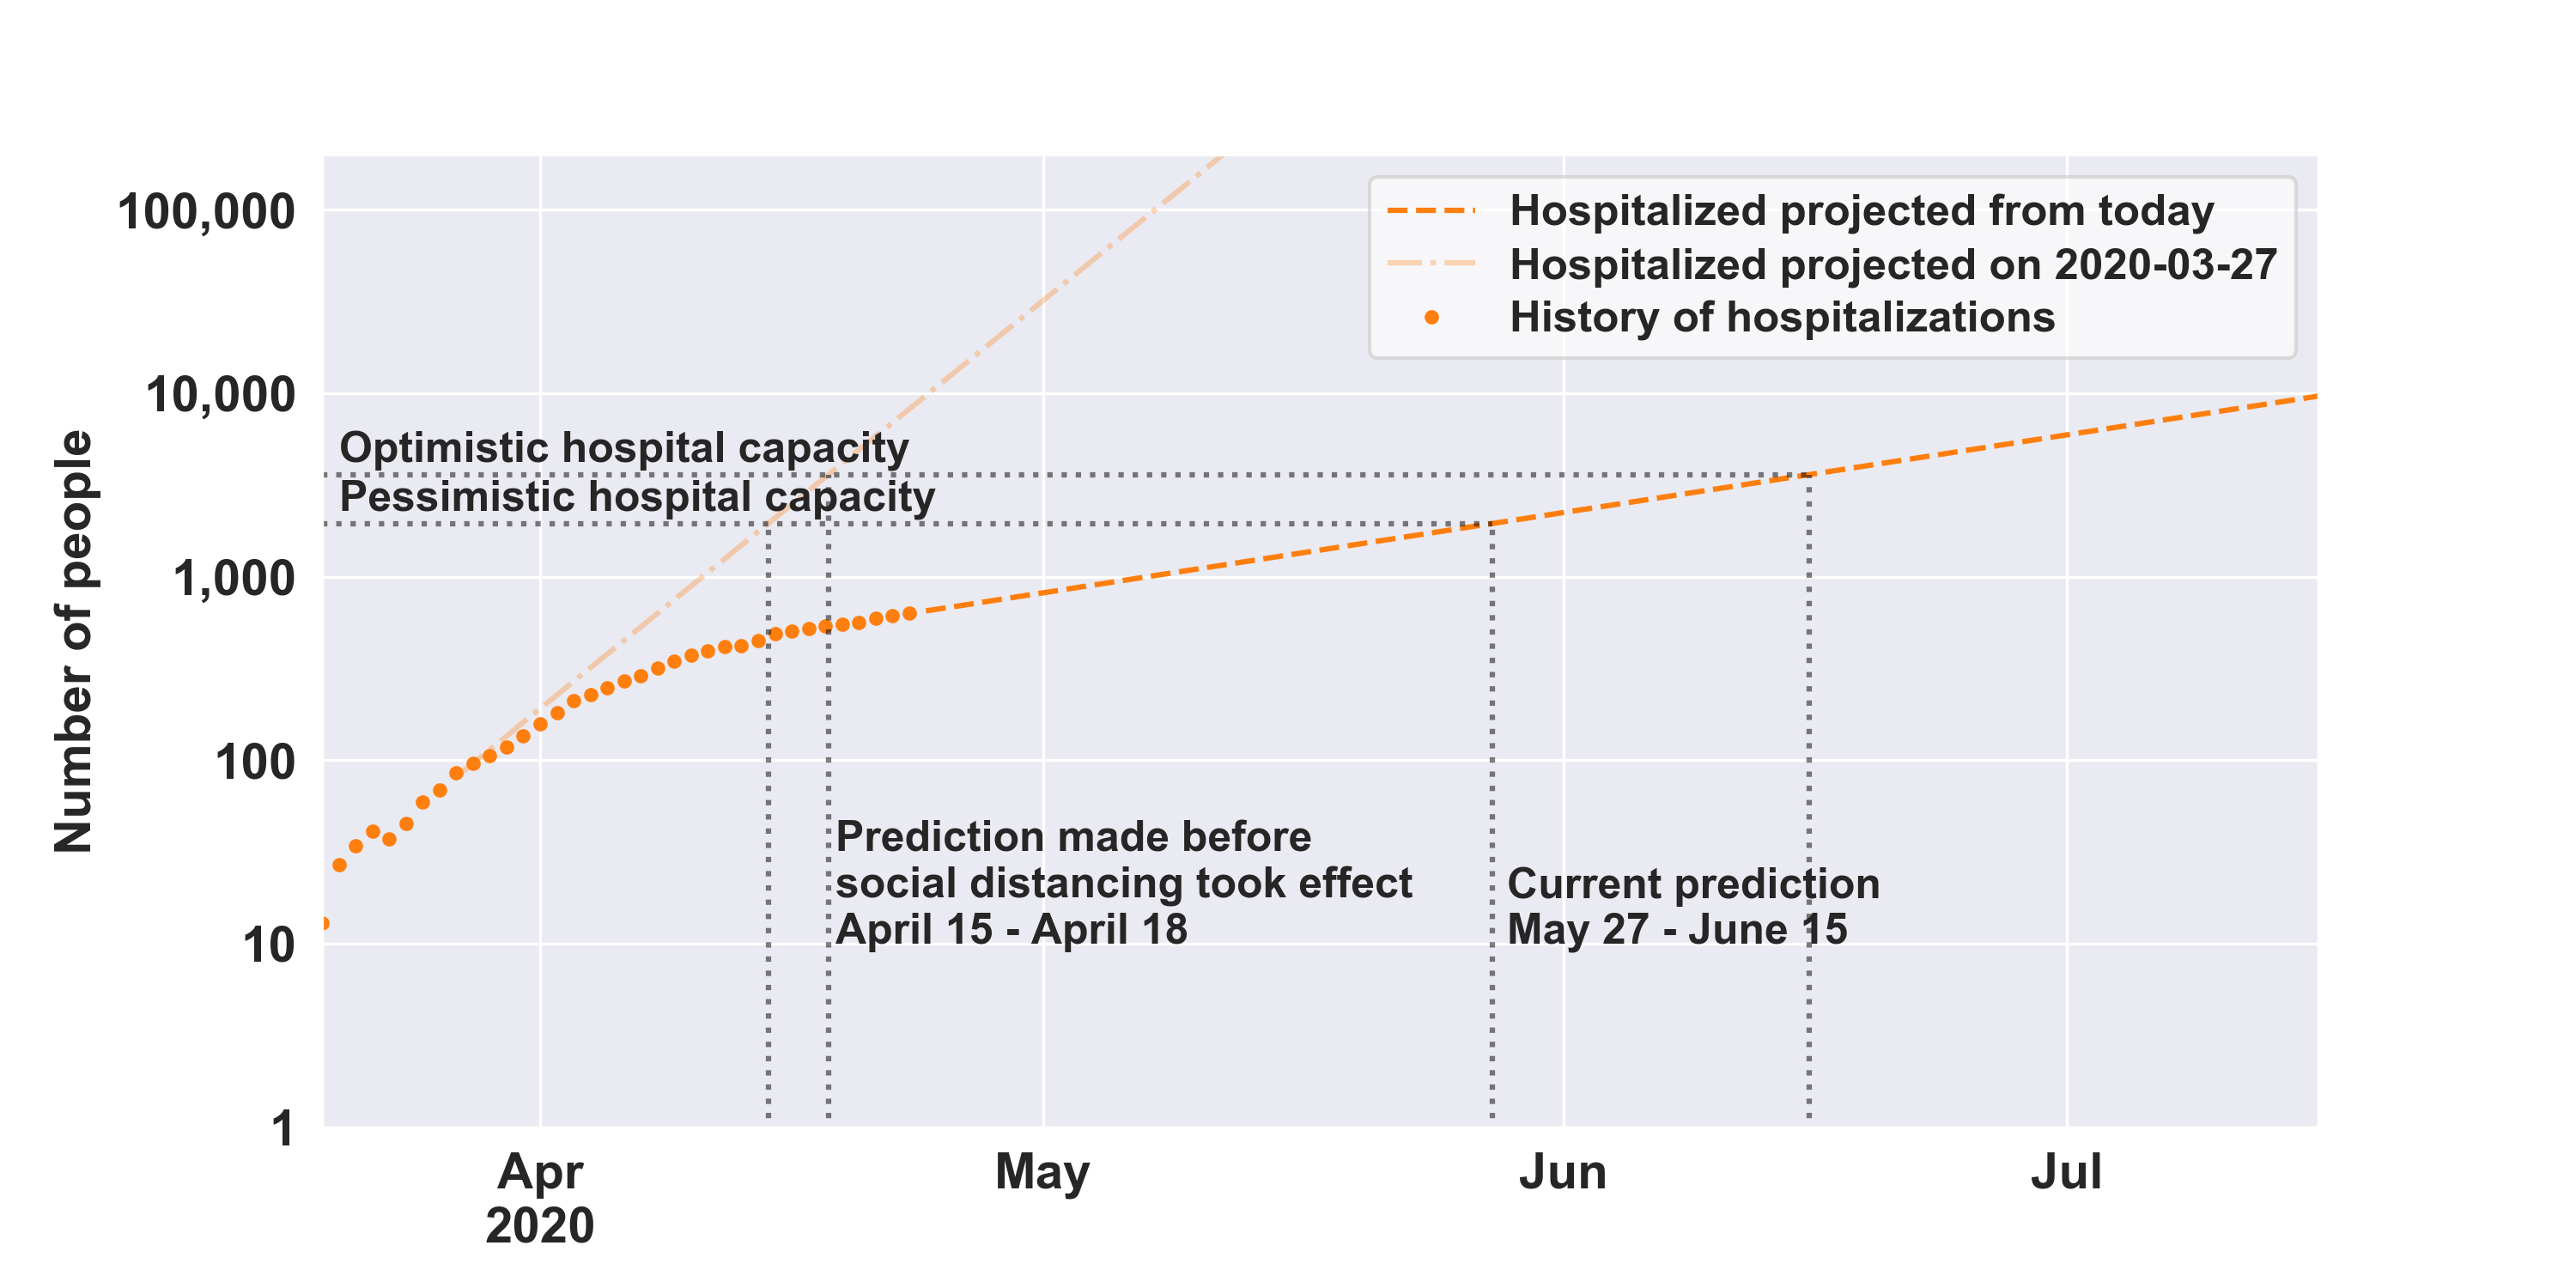 Number of people
100,000
10,000
1,000
100
10
1
Hospitalized projected from today
Hospitalized projected on 2020-03-27
History of hospitalizations
Optimistic hospital capacity
Pessimistic hospital capacity
Prediction made before
social distancing took effect
April 15 - April 18
Current prediction
May 27 - June 15
Apr May Jun Jul
2020